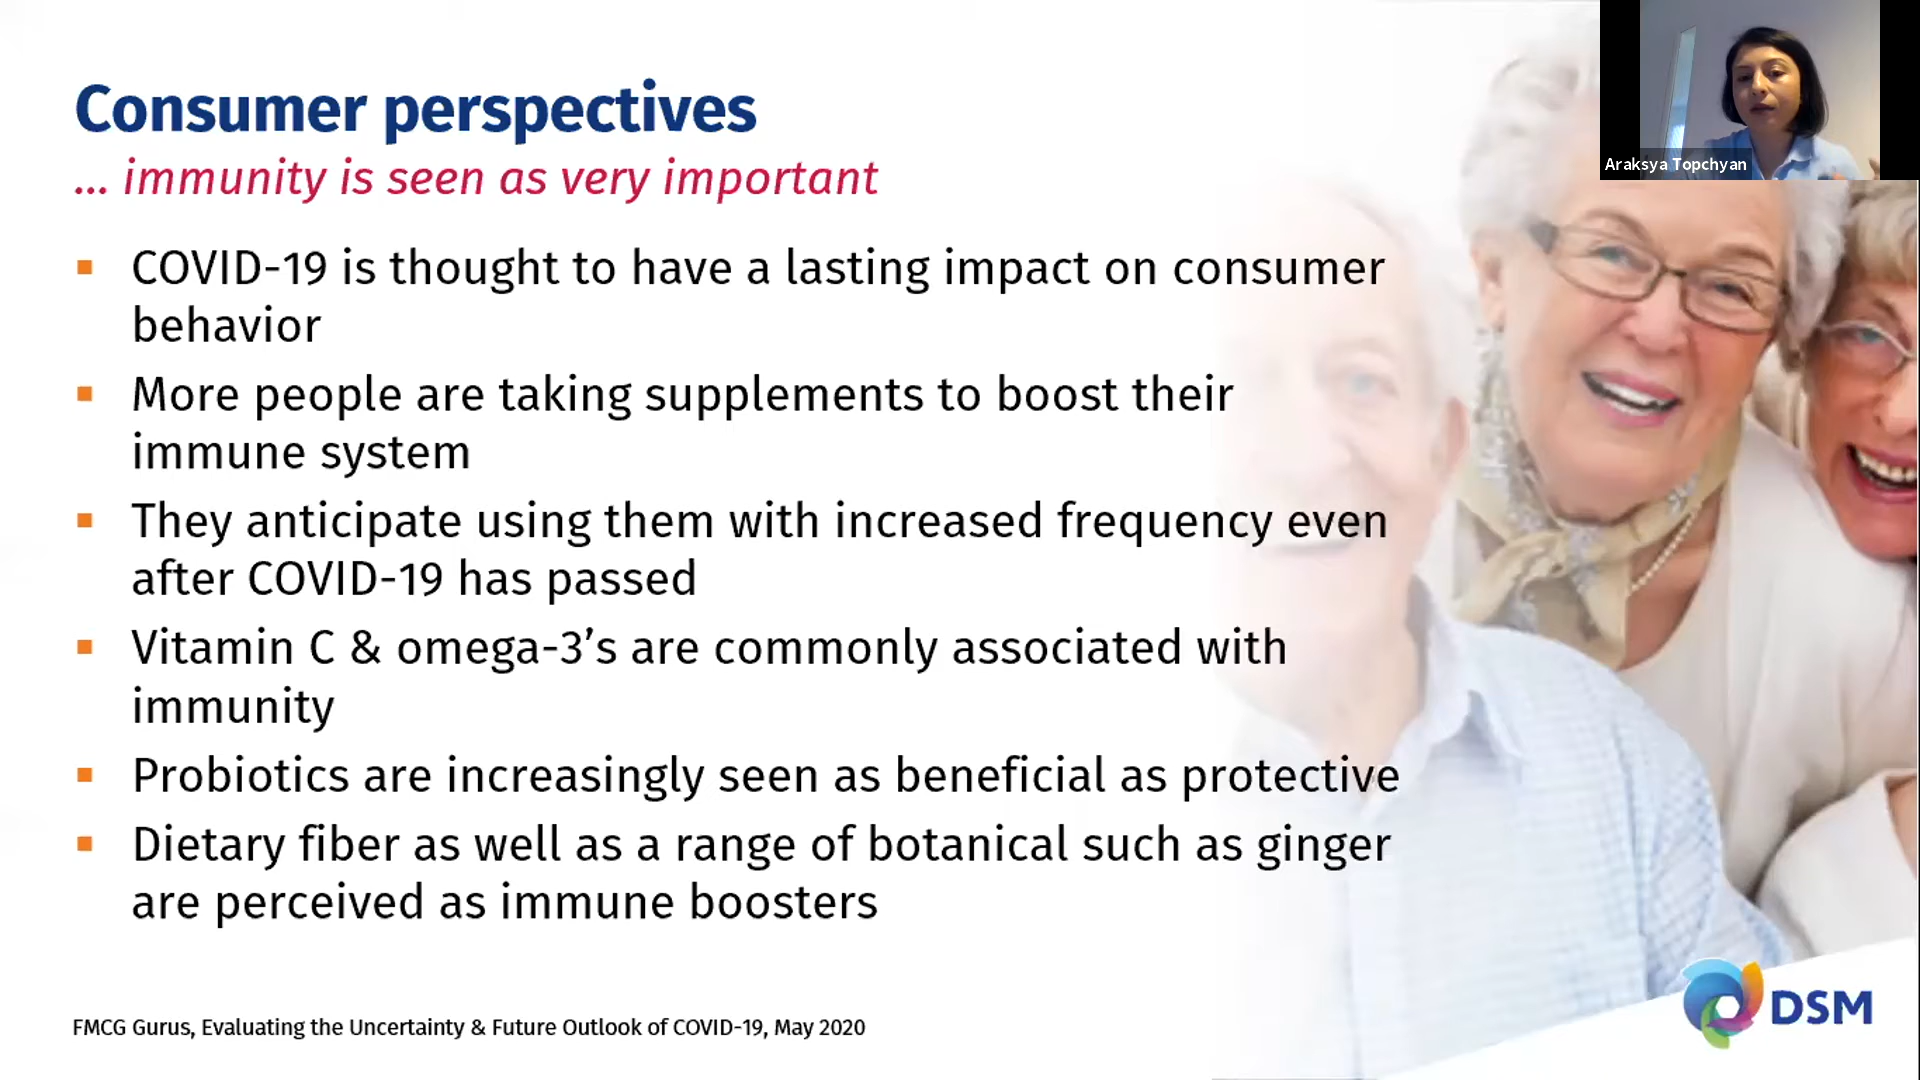 Consumer perspectives
... immunity is seen as very important
▪ COVID-19 is thought to have a lasting impact on consumer
behavior
▪ More people are taking supplements to boost their
immune system
▪ They anticipate using them with increased frequency even
after COVID-19 has passed
▪ Vitamin C & omega-3’s are commonly associated with
immunity
▪ Probiotics are increasingly seen as beneficial as protective
▪ Dietary fiber as well as a range of botanical such as ginger
are perceived as immune boosters
FMCG Gurus, Evaluating the Uncertainty & Future Outlook of COVID-19, May 2020
Araksya Topchyan
DSM